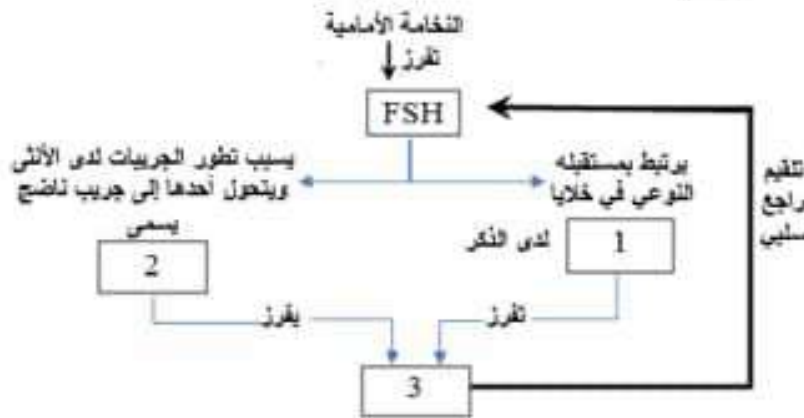 النخامة الأمامية
تفرز
FSH
يسبب تطور الجريبات لدى الأنثى
ويتحول أحدها إلى جريب ناضج
يسمى
2
يرتبط بمستقبله
النوعي في خلايا
1
لدى الذكر
تلقيم
راجع
سلبي
يفرز
تفرز
3